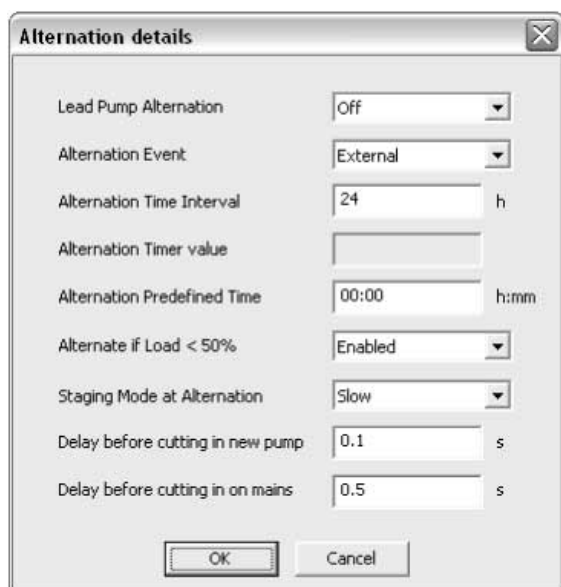 Alternation details
Lead Pump Alternation Off
Alternation Event External
Alternation Time Interval 24 h
Alternation Timer value
Alternation Predefined Time 00:00 h:mm
Alternate if Load < 50% Enabled
Staging Mode at Alternation Slow
Delay before cutting in new pump 0.1 s
Delay before cutting in on mains 0.5 s
OK Cancel